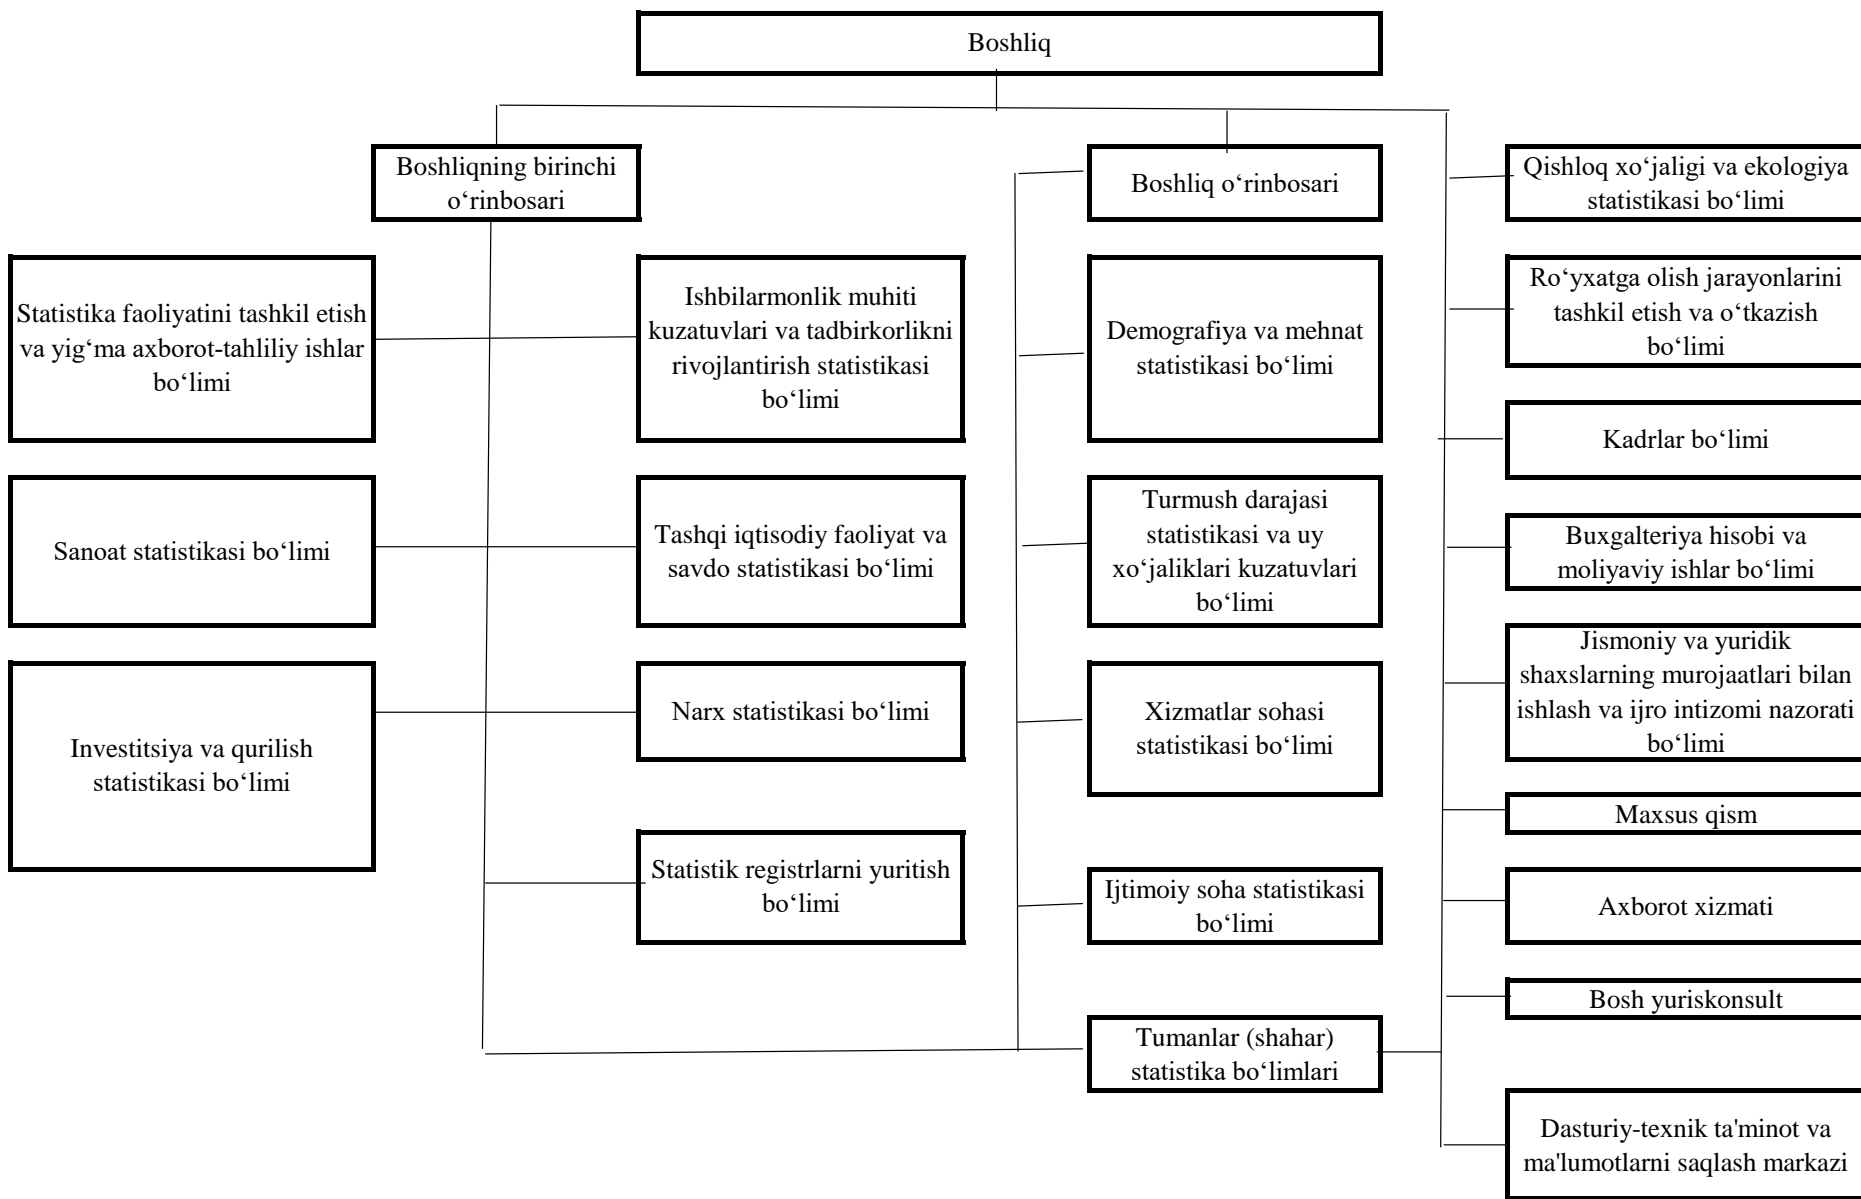 Boshliq
Boshliqning birinchi
o‘rinbosari
Boshliq o‘rinbosari
Qishloq xo‘jaligi va ekologiya
statistikasi bo‘limi
Statistika faoliyatini tashkil etish
va yig‘ma axborot-tahliliy ishlar
bo‘limi
Ishbilarmonlik muhiti
kuzatuvlari va tadbirkorlikni
rivojlantirish statistikasi
bo‘limi
Demografiya va mehnat
statistikasi bo‘limi
Ro‘yxatga olish jarayonlarini
tashkil etish va o‘tkazish
bo‘limi
Kadrlar bo‘limi
Sanoat statistikasi bo‘limi
Tashqi iqtisodiy faoliyat va
savdo statistikasi bo‘limi
Turmush darajasi
statistikasi va uy
xo‘jaliklari kuzatuvlari
bo‘limi
Buxgalteriya hisobi va
moliyaviy ishlar bo‘limi
Investitsiya va qurilish
statistikasi bo‘limi
Narx statistikasi bo‘limi
Xizmatlar sohasi
statistikasi bo‘limi
Jismoniy va yuridik
shaxslarning murojaatlari bilan
ishlash va ijro intizomi nazorati
bo‘limi
Maxsus qism
Statistik registrlarni yuritish
bo‘limi
Ijtimoiy soha statistikasi
bo‘limi
Axborot xizmati
Bosh yuriskonsult
Tumanlar (shahar)
statistika bo‘limlari
Dasturiy-texnik ta'minot va
ma'lumotlarni saqlash markazi